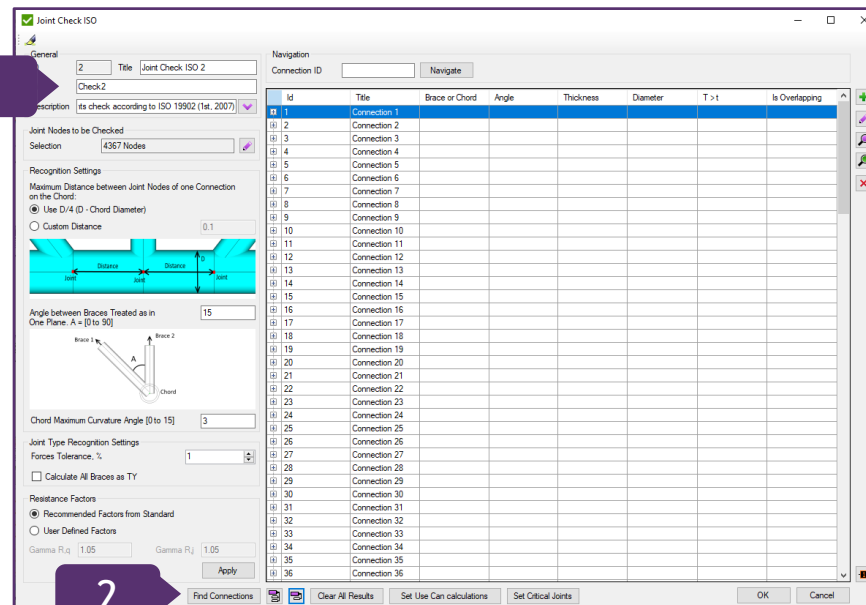 Joint Check ISO
General
2 Title Joint Check ISO 2
Check2
Description its check according to ISO 19902 (1st, 2007)
Joint Nodes to be Checked
Selection 4367 Nodes
Recognition Settings
Maximum Distance between Joint Nodes of one Connection
on the Chord:
Use D/4 (D - Chord Diameter)
Custom Distance 0.1
D
Distance Distance
Joint Joint Joint
Angle between Braces Treated as in
One Plane. A = [0 to 90]
15
Brace 1 Brace 2
A
Chord
Chord Maximum Curvature Angle [0 to 15] 3
Joint Type Recognition Settings
Forces Tolerance, % 1
Calculate All Braces as TY
Resistance Factors
Recommended Factors from Standard
User Defined Factors
Gamma R,q 1.05 Gamma R,j 1.05
Apply
2
Find Connections
Navigation
Connection ID Navigate
Id Title Brace or Chord Angle Thickness Diameter T > t Is Overlapping
1 Connection 1
2 Connection 2
3 Connection 3
4 Connection 4
5 Connection 5
6 Connection 6
7 Connection 7
8 Connection 8
9 Connection 9
10 Connection 10
11 Connection 11
12 Connection 12
13 Connection 13
14 Connection 14
15 Connection 15
16 Connection 16
17 Connection 17
18 Connection 18
19 Connection 19
20 Connection 20
21 Connection 21
22 Connection 22
23 Connection 23
24 Connection 24
25 Connection 25
26 Connection 26
27 Connection 27
28 Connection 28
29 Connection 29
30 Connection 30
31 Connection 31
32 Connection 32
33 Connection 33
34 Connection 34
35 Connection 35
36 Connection 36
Clear All Results Set Use Can calculations Set Critical Joints OK Cancel